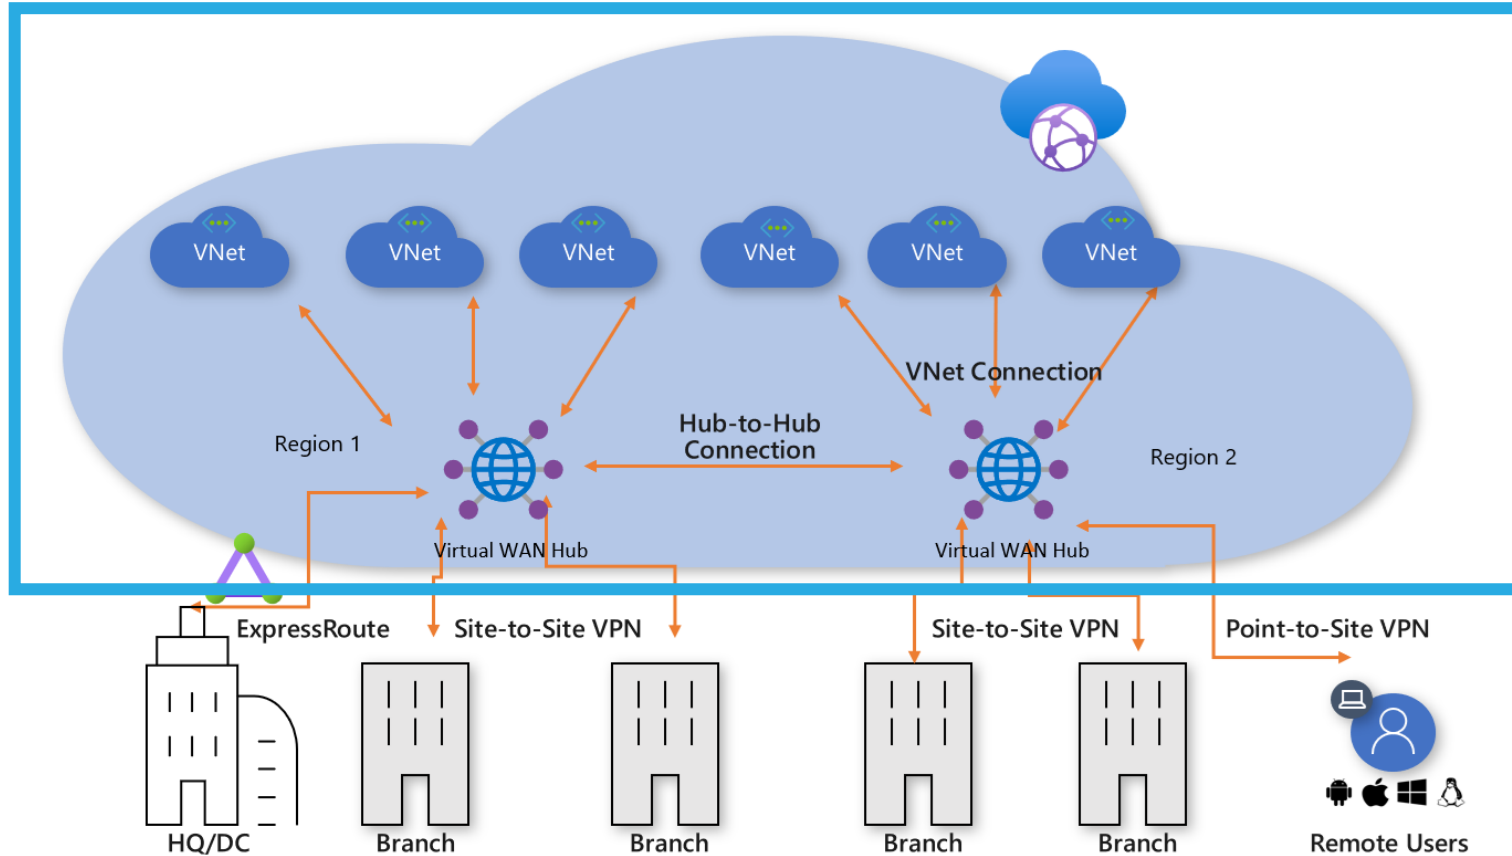 VNet
VNet
VNet
VNet
VNet
VNet
VNet Connection
Hub-to-Hub
Connection
Region 1
Region 2
Virtual WAN Hub
Virtual WAN Hub
ExpressRoute
Site-to-Site VPN
Site-to-Site VPN
Point-to-Site VPN
HQ/DC
Branch
Branch
Branch
Branch
Remote Users